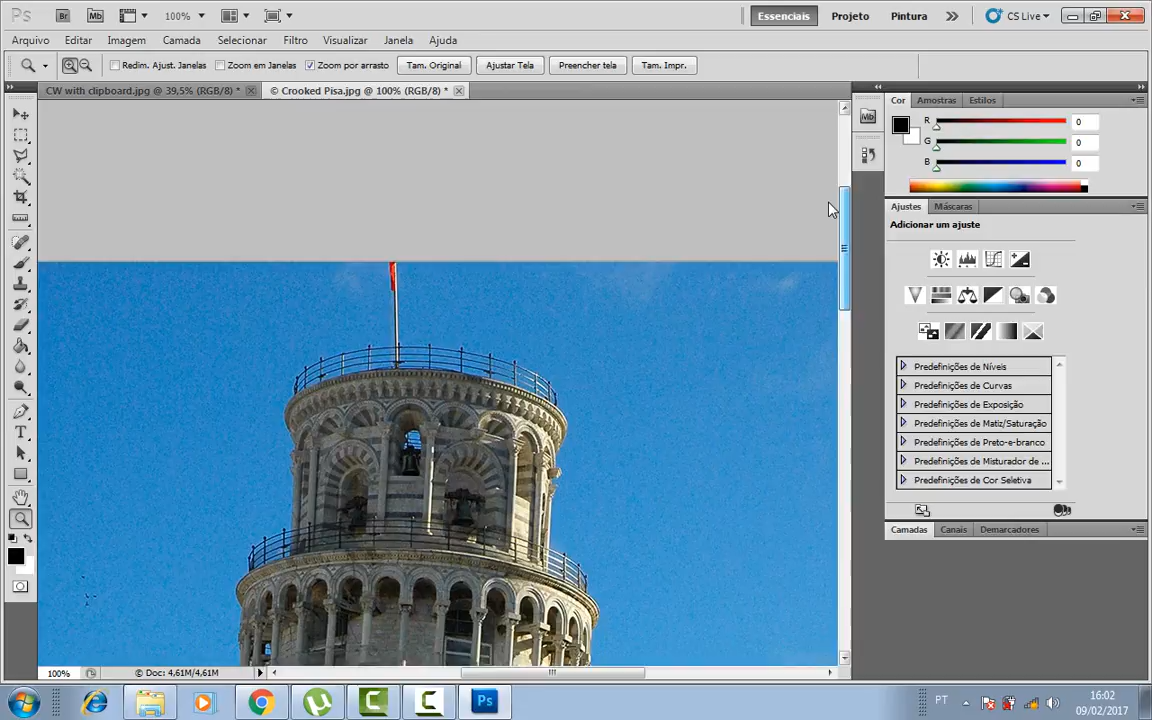 Ps Br Mb 100% Essenciais Projeto Pintura CS Live
Arquivo Editar Imagem Camada Selecionar Filtro Visualizar Janela Ajuda
Redim. Ajust. Janelas Zoom em Janelas Zoom por arrasto Tam. Original Ajustar Tela Preencher tela Tam. Impr.
CW with clipboard.jpg @ 39,5% (RGB/8) * © Crooked Pisa.jpg @ 100% (RGB/8) *
Cor Amostras Estilos
Mb
R 0
G 0
B 0
Ajustes Máscaras
Adicionar um ajuste
Predefinições de Níveis
Predefinições de Curvas
Predefinições de Exposição
Predefinições de Matiz/Saturação
Predefinições de Preto-e-branco
Predefinições de Misturador de ...
Predefinições de Cor Seletiva
T
Camadas Canais Demarcadores
100% © Doc: 4,61M/4,61M
Ps PT 16:02
09/02/2017